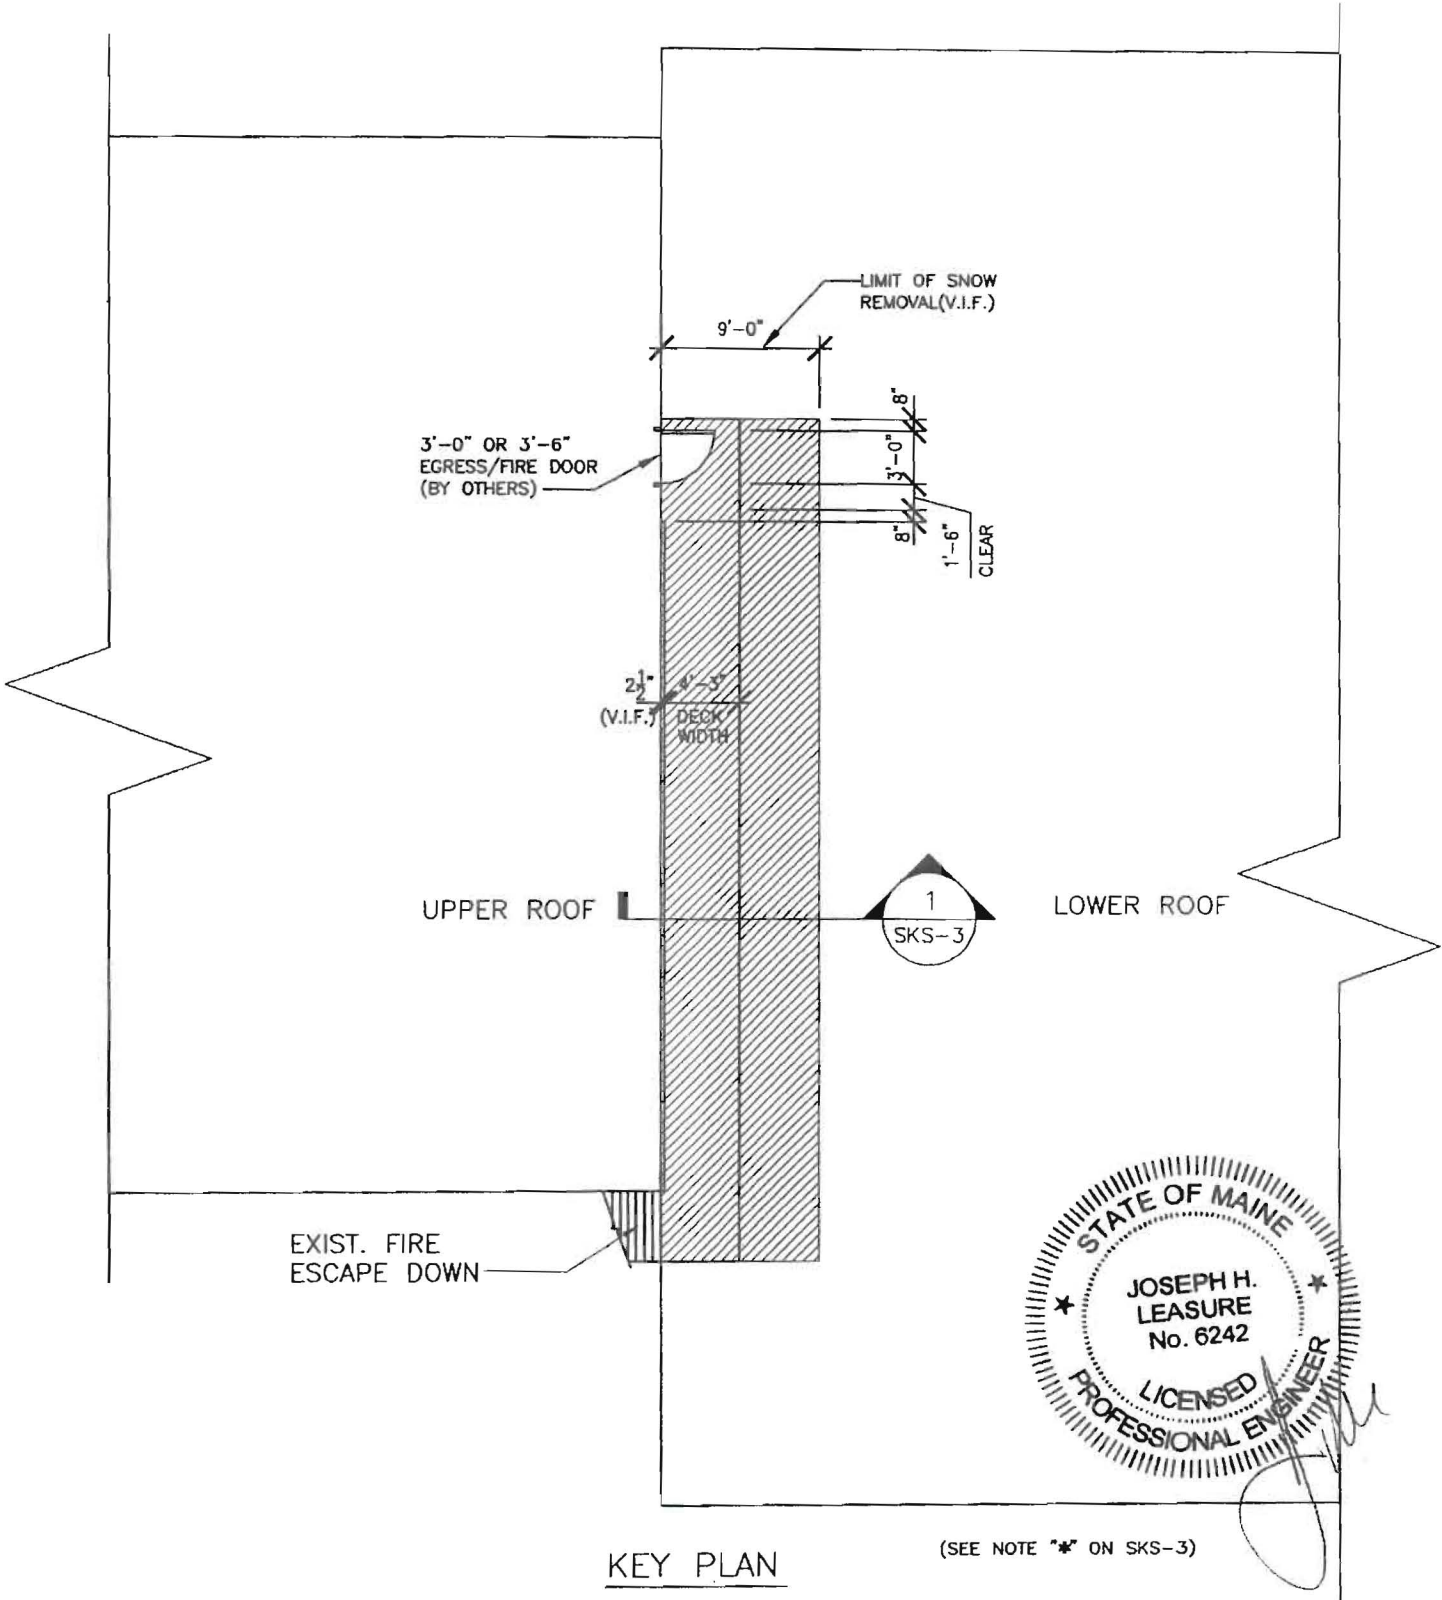 LIMIT OF SNOW
REMOVAL(V.I.F.)
9'-0"
8"
3'-0"
3'-0" OR 3'-6"
EGRESS/FIRE DOOR
(BY OTHERS)
8"
1'-6"
CLEAR
2½"
(V.I.F.)
4'-3"
DECK
WIDTH
UPPER ROOF
1
SKS-3
LOWER ROOF
EXIST. FIRE
ESCAPE DOWN
STATE OF MAINE
JOSEPH H.
LEASURE
No. 6242
LICENSED
PROFESSIONAL ENGINEER
(SEE NOTE "*" ON SKS-3)
KEY PLAN